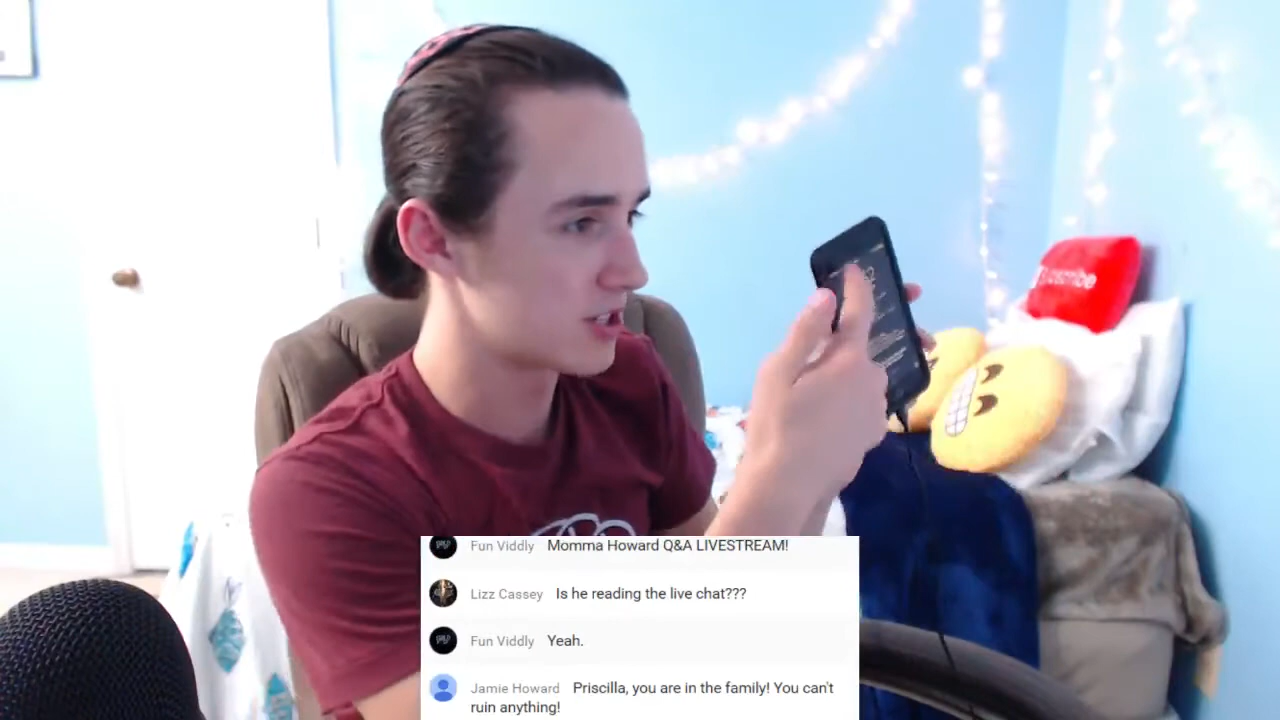 Subscribe
Fun Viddly Momma Howard Q&A LIVESTREAM!
Lizz Cassey Is he reading the live chat???
Fun Viddly Yeah.
Jamie Howard Priscilla, you are in the family! You can't
ruin anything!